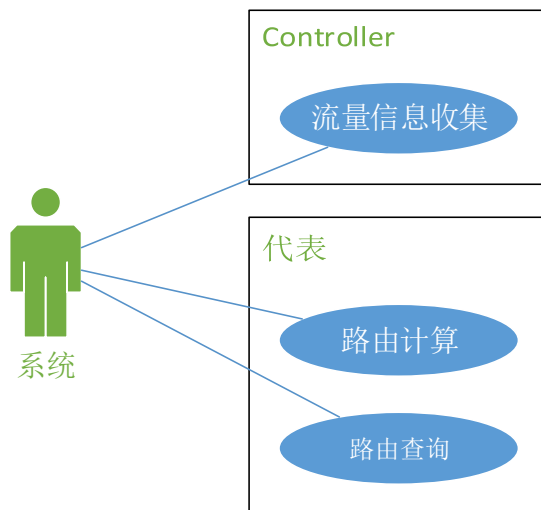 Controller
流量信息收集
代表
路由计算
系统
路由查询